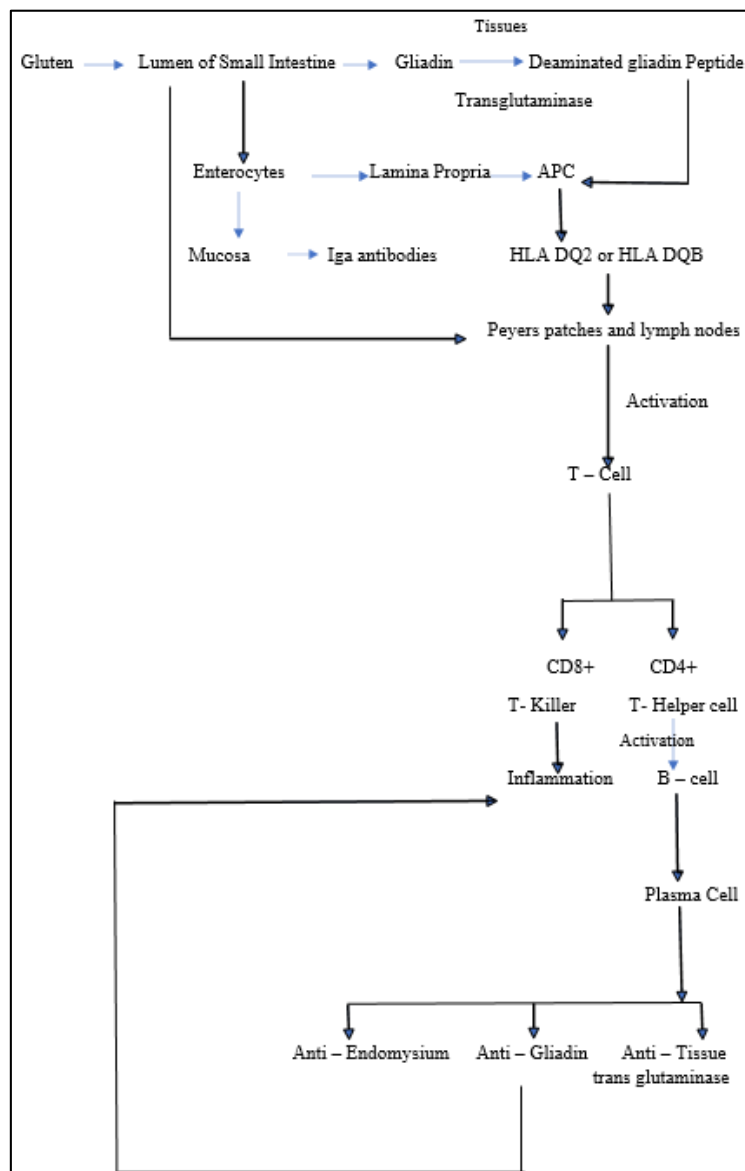 Tissues
Gluten Lumen of Small Intestine Gliadin Deaminated gliadin Peptide
Transglutaminase
Enterocytes Lamina Propria APC
Mucosa Iga antibodies HLA DQ2 or HLA DQB
Peyers patches and lymph nodes
Activation
T – Cell
CD8+ CD4+
T- Killer T- Helper cell
Activation
Inflammation B – cell
Plasma Cell
Anti – Endomysium Anti – Gliadin Anti – Tissue
trans glutaminase